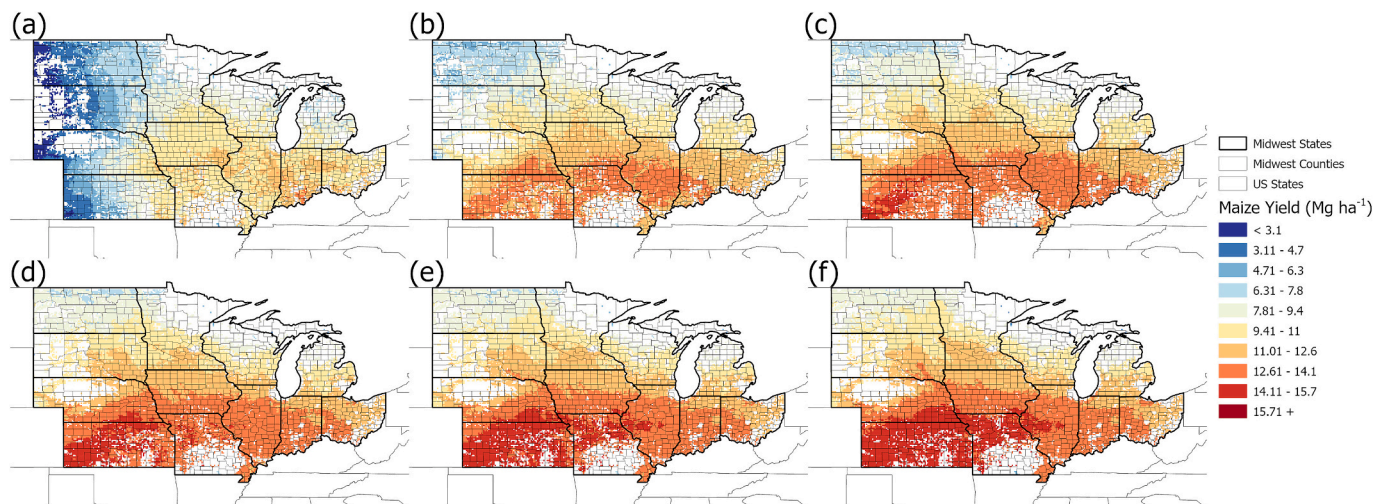 (a)
(b)
(c)
(d)
(e)
(f)
Midwest States
Midwest Counties
US States
Maize Yield (Mg ha⁻¹)
< 3.1
3.11 - 4.7
4.71 - 6.3
6.31 - 7.8
7.81 - 9.4
9.41 - 11
11.01 - 12.6
12.61 - 14.1
14.11 - 15.7
15.71 +